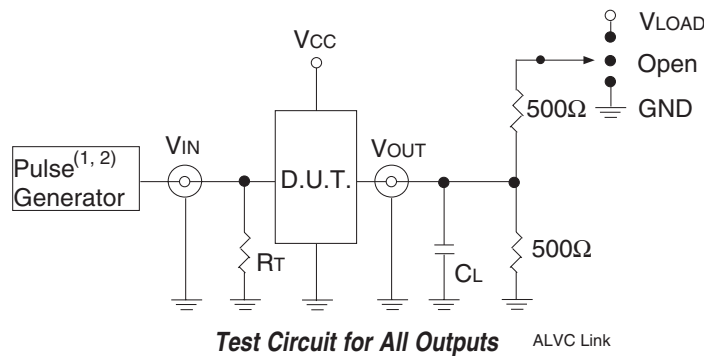 VLOAD
VCC
Open
500Ω
GND
VIN
VOUT
Pulse(1, 2)
Generator
D.U.T.
RT
CL
500Ω
Test Circuit for All Outputs
ALVC Link